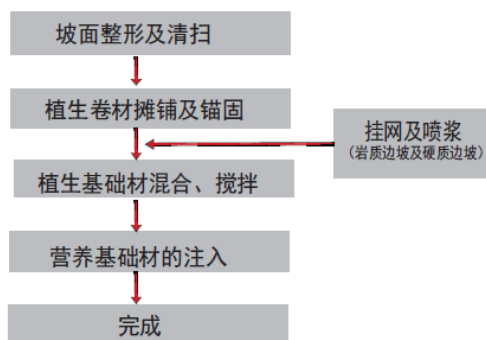 坡面整形及清扫
植生卷材摊铺及锚固
挂网及喷浆
（岩质边坡及硬质边坡）
植生基础材混合、搅拌
营养基础材的注入
完成